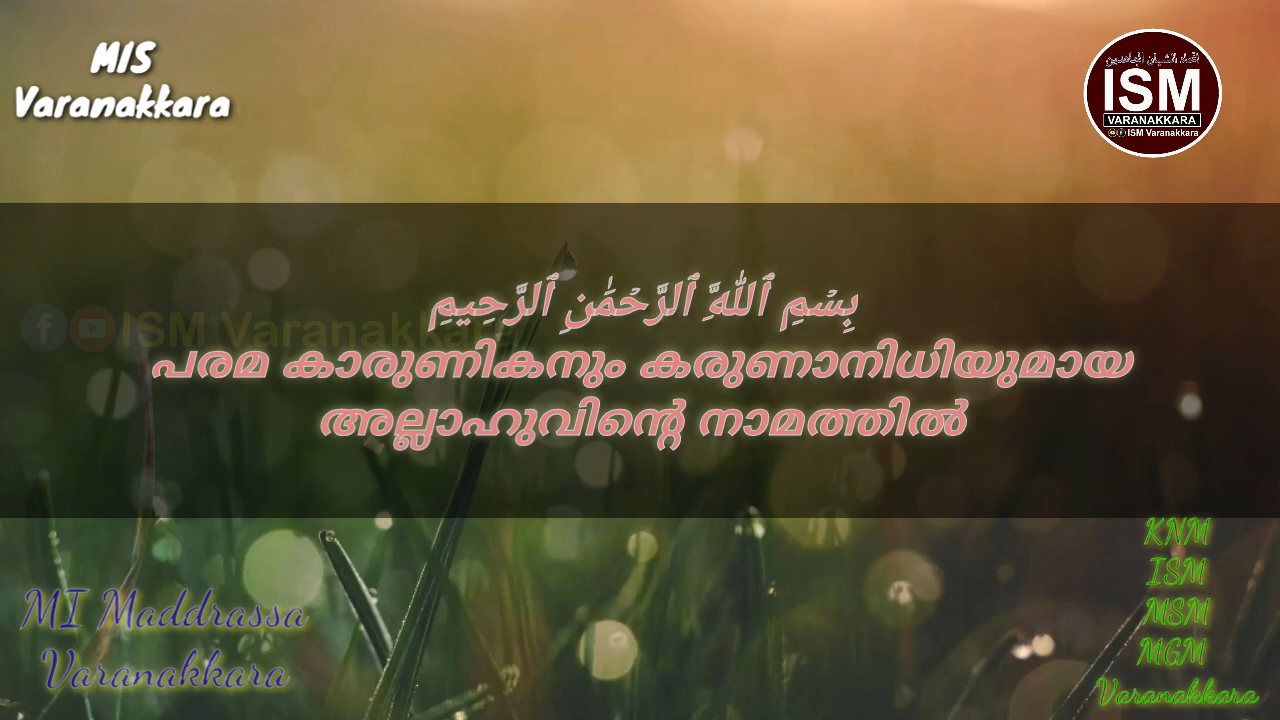 MIS
Varanakkara
ISM
VARANAKKARA
ISM Varanakkara
بِسْمِ ٱللَّهِ ٱلرَّحْمَٰنِ ٱلرَّحِيمِ
ISM Varanakkara
പരമ കാരുണികനും കരുണാനിധിയുമായ
അല്ലാഹുവിന്റെ നാമത്തിൽ
MI Maddrassa
Varanakkara
KNM
ISM
MSM
MGM
Varanakkara